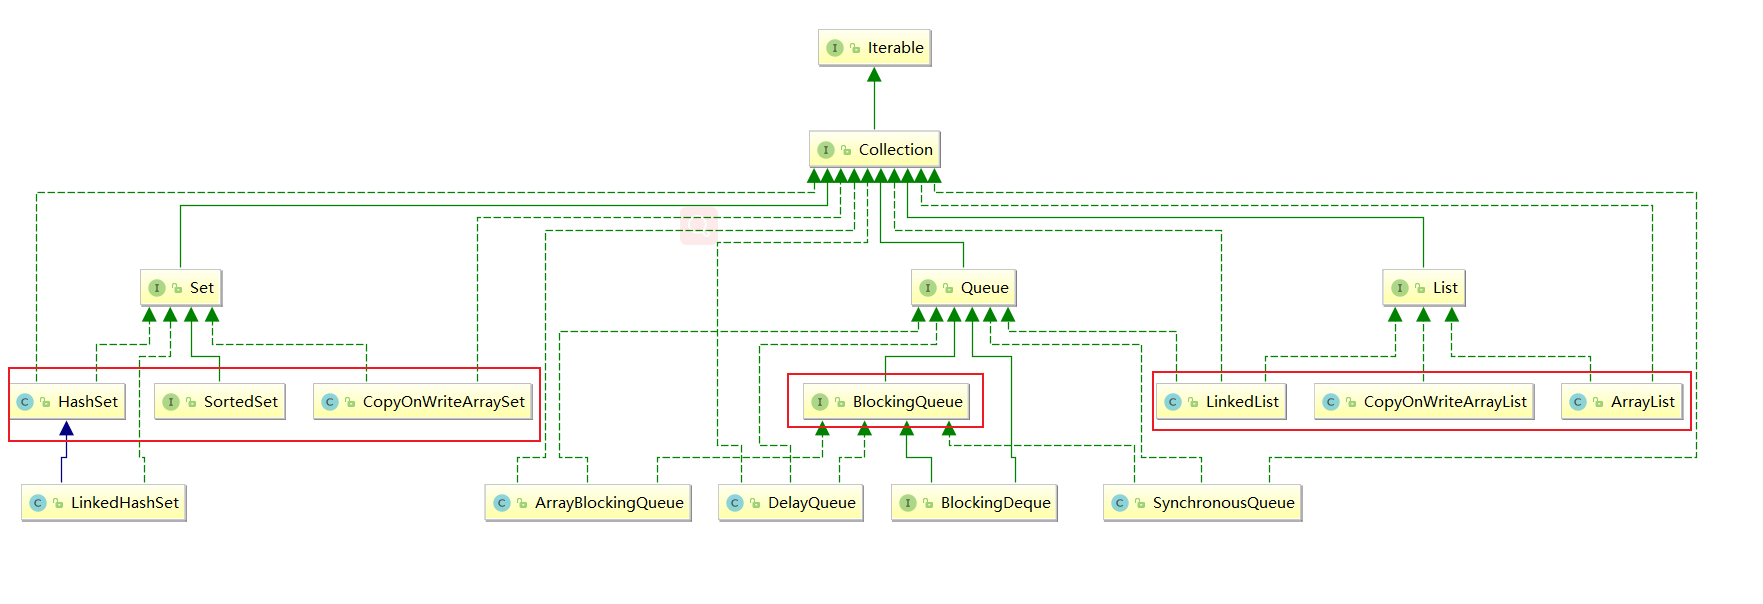 I Iterable
I Collection
I Set
I Queue
I List
C HashSet
I SortedSet
C CopyOnWriteArraySet
I BlockingQueue
C LinkedList
C CopyOnWriteArrayList
C ArrayList
C LinkedHashSet
C ArrayBlockingQueue
C DelayQueue
I BlockingDeque
C SynchronousQueue